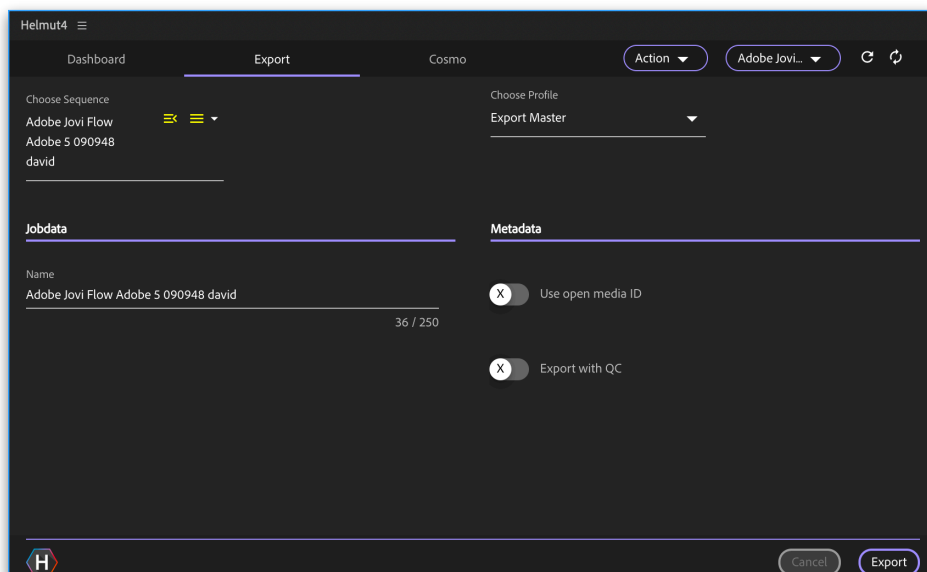 Helmut4
Dashboard Export Cosmo Action Adobe Jovi...
Choose Sequence
Adobe Jovi Flow
Adobe 5 090948
david
Choose Profile
Export Master
Jobdata
Metadata
Name
Adobe Jovi Flow Adobe 5 090948 david
36 / 250
X Use open media ID
X Export with QC
H
Cancel Export